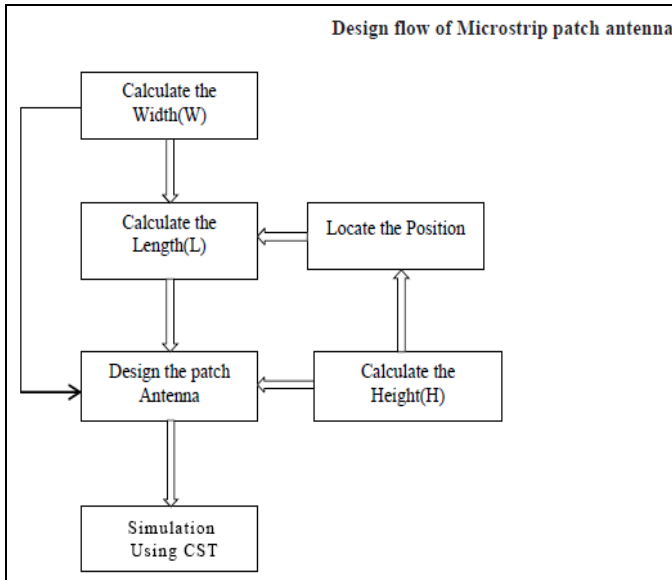 Design flow of Microstrip patch antenna
Calculate the
Width(W)
Calculate the
Length(L)
Locate the Position
Design the patch
Antenna
Calculate the
Height(H)
Simulation
Using CST